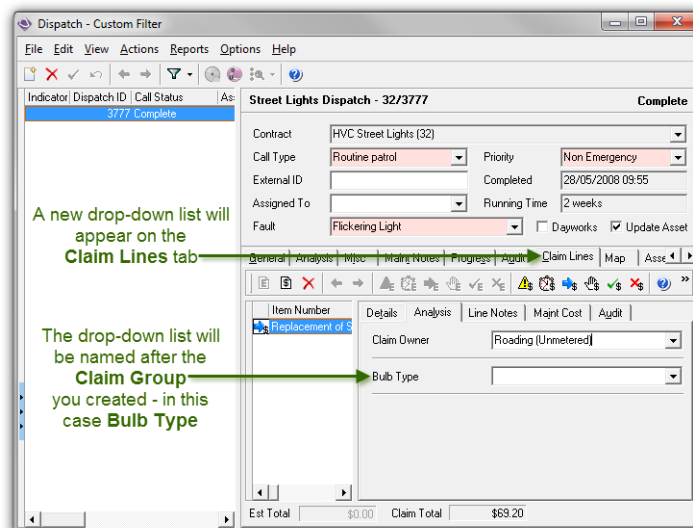 Dispatch - Custom Filter
File Edit View Actions Reports Options Help
Indicator Dispatch ID Call Status As
3777 Complete
Street Lights Dispatch - 32/3777 Complete
Contract HVC Street Lights (32)
Call Type Routine patrol Priority Non Emergency
External ID Completed 28/05/2008 09:55
Assigned To Running Time 2 weeks
Fault Flickering Light Dayworks Update Asset
A new drop-down list will
appear on the
Claim Lines tab
General Analysis Misc Maint Notes Progress Audit Claim Lines Map Asse
Item Number
Replacement of S
Details Analysis Line Notes Maint Cost Audit
Claim Owner Roading (Unmetered)
Bulb Type
The drop-down list will
be named after the
Claim Group
you created - in this
case Bulb Type
Est Total $0.00 Claim Total $69.20